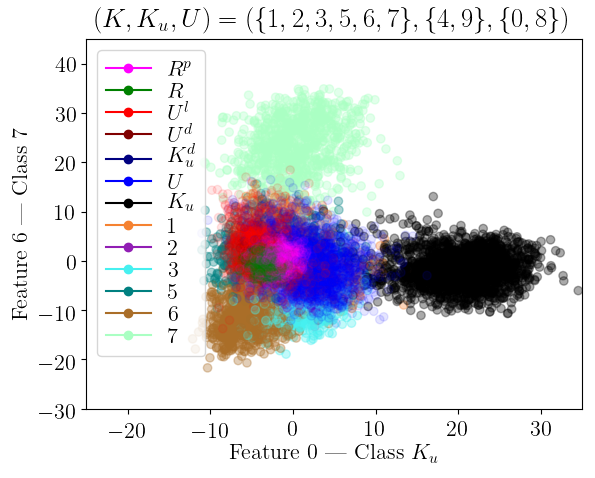 (K, K_u, U) = ({1, 2, 3, 5, 6, 7}, {4, 9}, {0, 8})
Feature 6 — Class 7
40
30
20
10
0
−10
−20
−30
R^p
R
U^l
U^d
K_u^d
U
K_u
1
2
3
5
6
7
−20 −10 0 10 20 30
Feature 0 — Class K_u